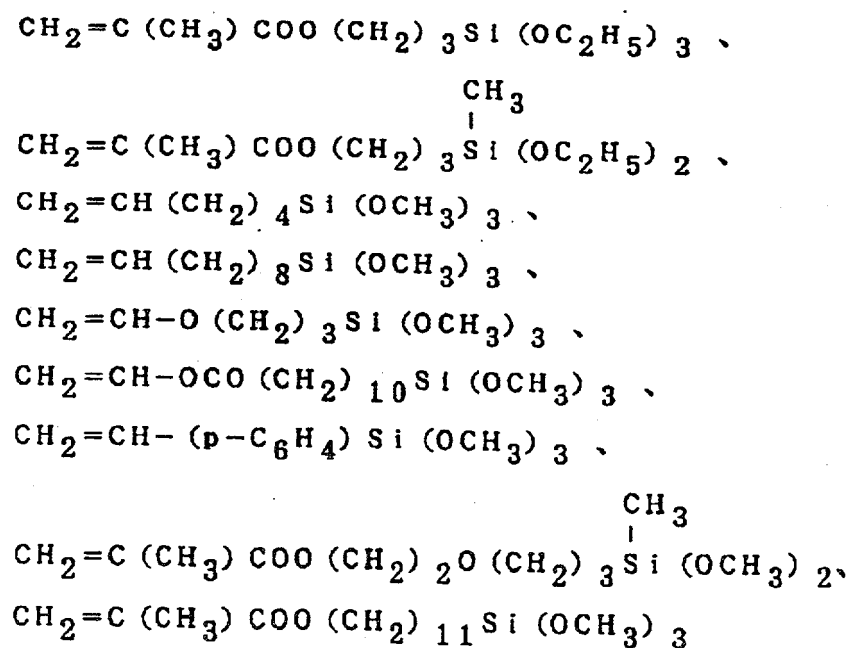 CH₂=C(CH₃)COO(CH₂)₃Si(OC₂H₅)₃、
CH₃
CH₂=C(CH₃)COO(CH₂)₃Si(OC₂H₅)₂、
CH₂=CH(CH₂)₄Si(OCH₃)₃、
CH₂=CH(CH₂)₈Si(OCH₃)₃、
CH₂=CH-O(CH₂)₃Si(OCH₃)₃、
CH₂=CH-OCO(CH₂)₁₀Si(OCH₃)₃、
CH₂=CH-(p-C₆H₄)Si(OCH₃)₃、
CH₃
CH₂=C(CH₃)COO(CH₂)₂O(CH₂)₃Si(OCH₃)₂、
CH₂=C(CH₃)COO(CH₂)₁₁Si(OCH₃)₃